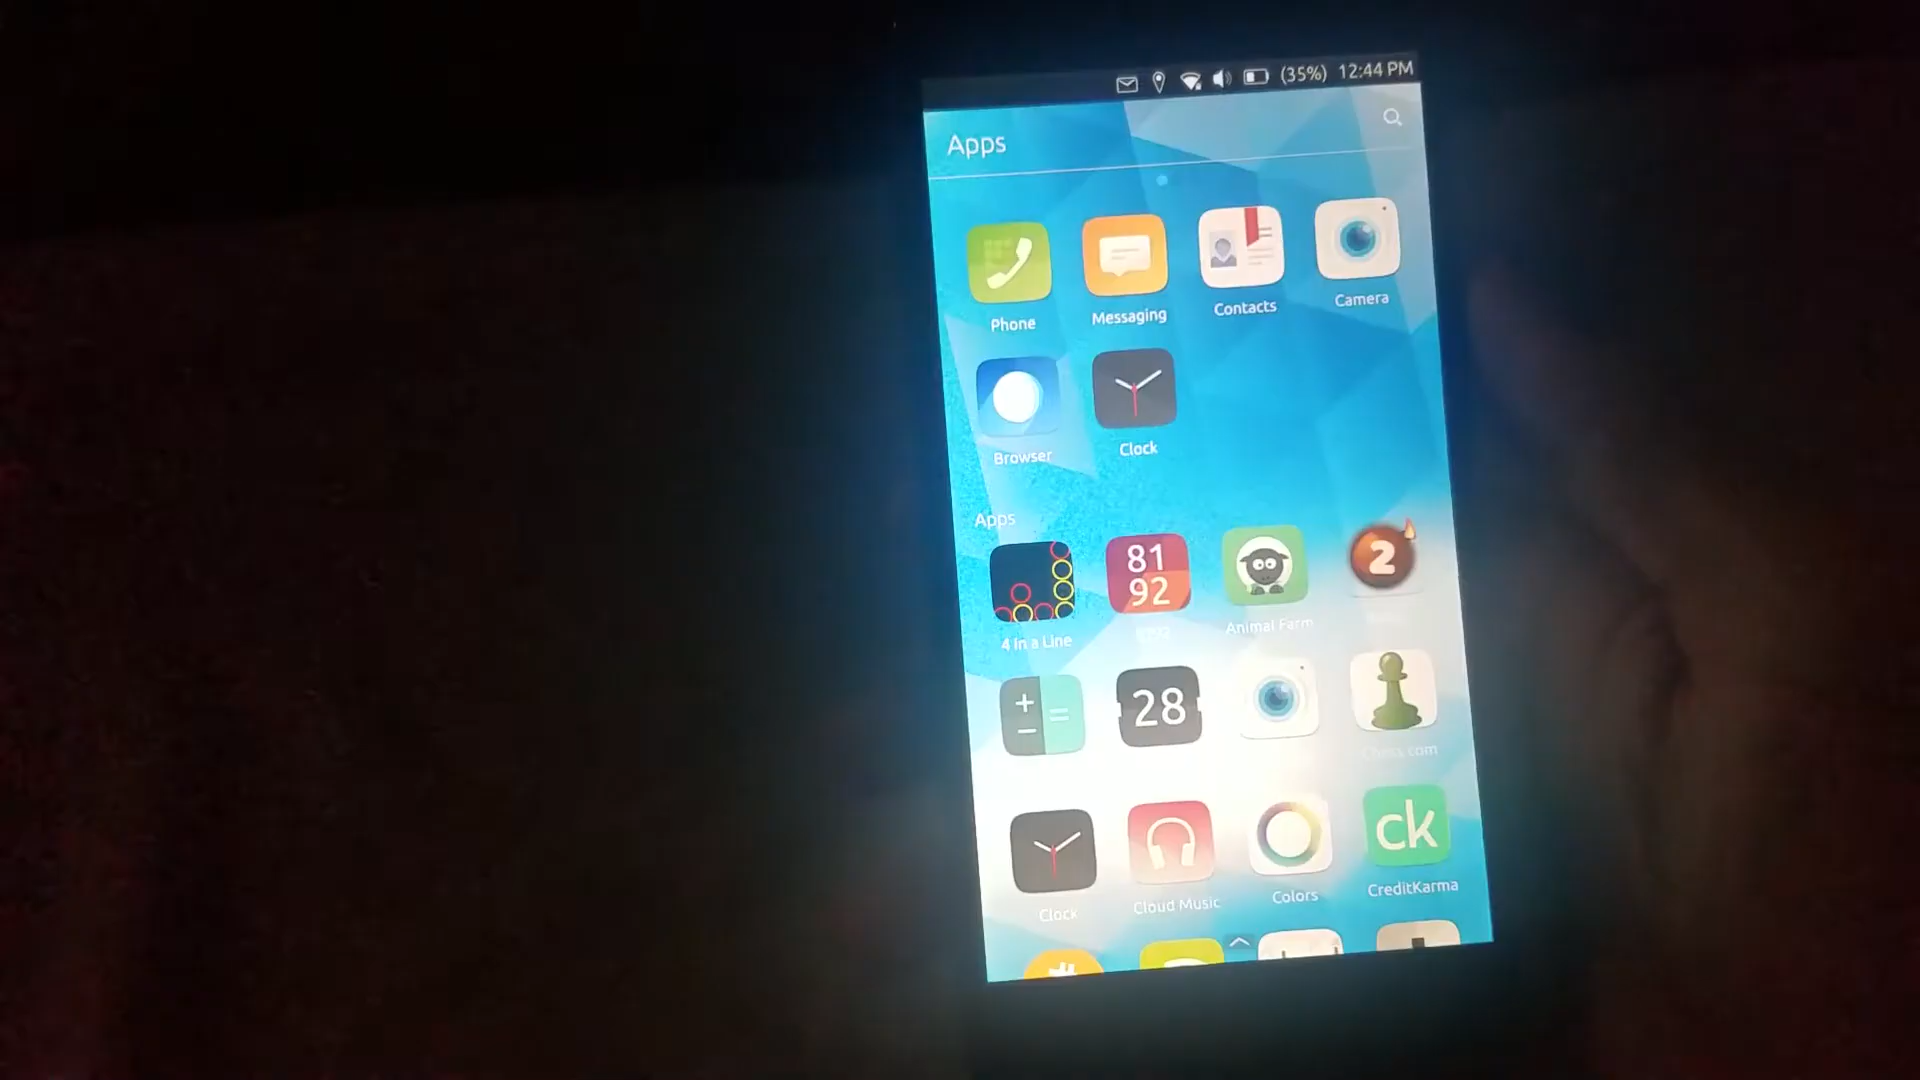 (35%) 12:44 PM
Apps
Phone Messaging Contacts Camera
Browser Clock
Apps
81
92
2
4 in a Line Animal Farm
28
Chess.com
ck
Clock Cloud Music Colors CreditKarma